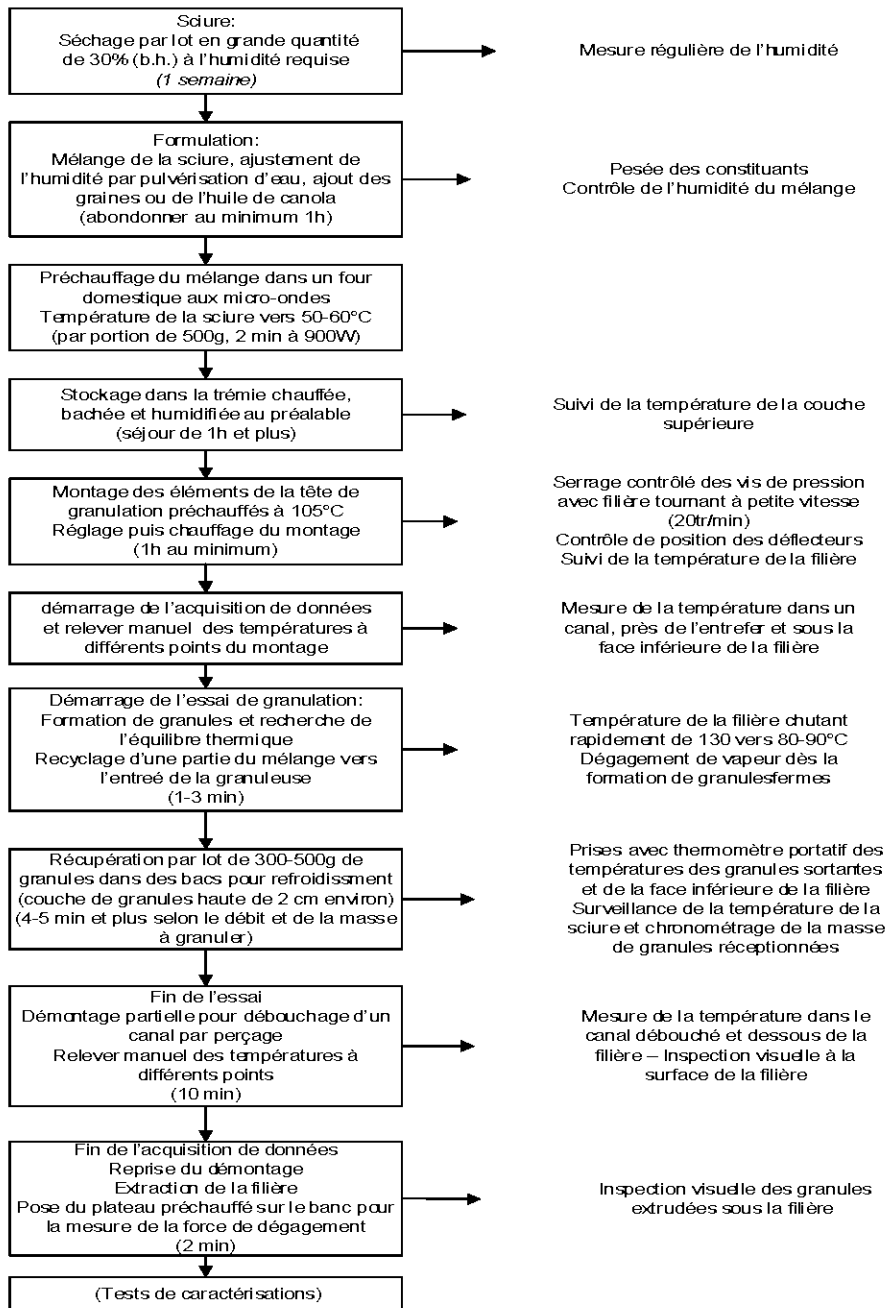 Sciure:
Séchage par lot en grande quantité
de 30% (b.h.) à l'humidité requise
(1 semaine)
Mesure régulière de l'humidité
Formulation:
Mélange de la sciure, ajustement de
l'humidité par pulvérisation d'eau, ajout des
graines ou de l'huile de canola
(abondonner au minimum 1h)
Pesée des constituants
Contrôle de l'humidité du mélange
Préchauffage du mélange dans un four
domestique aux micro-ondes
Température de la sciure vers 50-60°C
(par portion de 500g, 2 min à 900W)
Stockage dans la trémie chauffée,
bachée et humidifiée au préalable
(séjour de 1h et plus)
Suivi de la température de la couche
supérieure
Montage des éléments de la tête de
granulation préchauffés à 105°C
Réglage puis chauffage du montage
(1h au minimum)
Serrage contrôlé des vis de pression
avec filière tournant à petite vitesse
(20tr/min)
Contrôle de position des déflecteurs
Suivi de la température de la filière
démarrage de l'acquisition de données
et relever manuel des températures à
différents points du montage
Mesure de la température dans un
canal, près de l'entrefer et sous la
face inférieure de la filière
Démarrage de l'essai de granulation:
Formation de granules et recherche de
l'équilibre thermique
Recyclage d'une partie du mélange vers
l'entreé de la granuleuse
(1-3 min)
Température de la filière chutant
rapidement de 130 vers 80-90°C
Dégagement de vapeur dès la
formation de granulesfermes
Récupération par lot de 300-500g de
granules dans des bacs pour refroidissment
(couche de granules haute de 2 cm environ)
(4-5 min et plus selon le débit et de la masse
à granuler)
Prises avec thermomètre portatif des
températures des granules sortantes
et de la face inférieure de la filière
Surveillance de la température de la
sciure et chronométrage de la masse
de granules réceptionnées
Fin de l'essai
Démontage partielle pour débouchage d'un
canal par perçage
Relever manuel des températures à
différents points
(10 min)
Mesure de la température dans le
canal débouché et dessous de la
filière – Inspection visuelle à la
surface de la filière
Fin de l'acquisition de données
Reprise du démontage
Extraction de la filière
Pose du plateau préchauffé sur le banc pour
la mesure de la force de dégagement
(2 min)
Inspection visuelle des granules
extrudées sous la filière
(Tests de caractérisations)